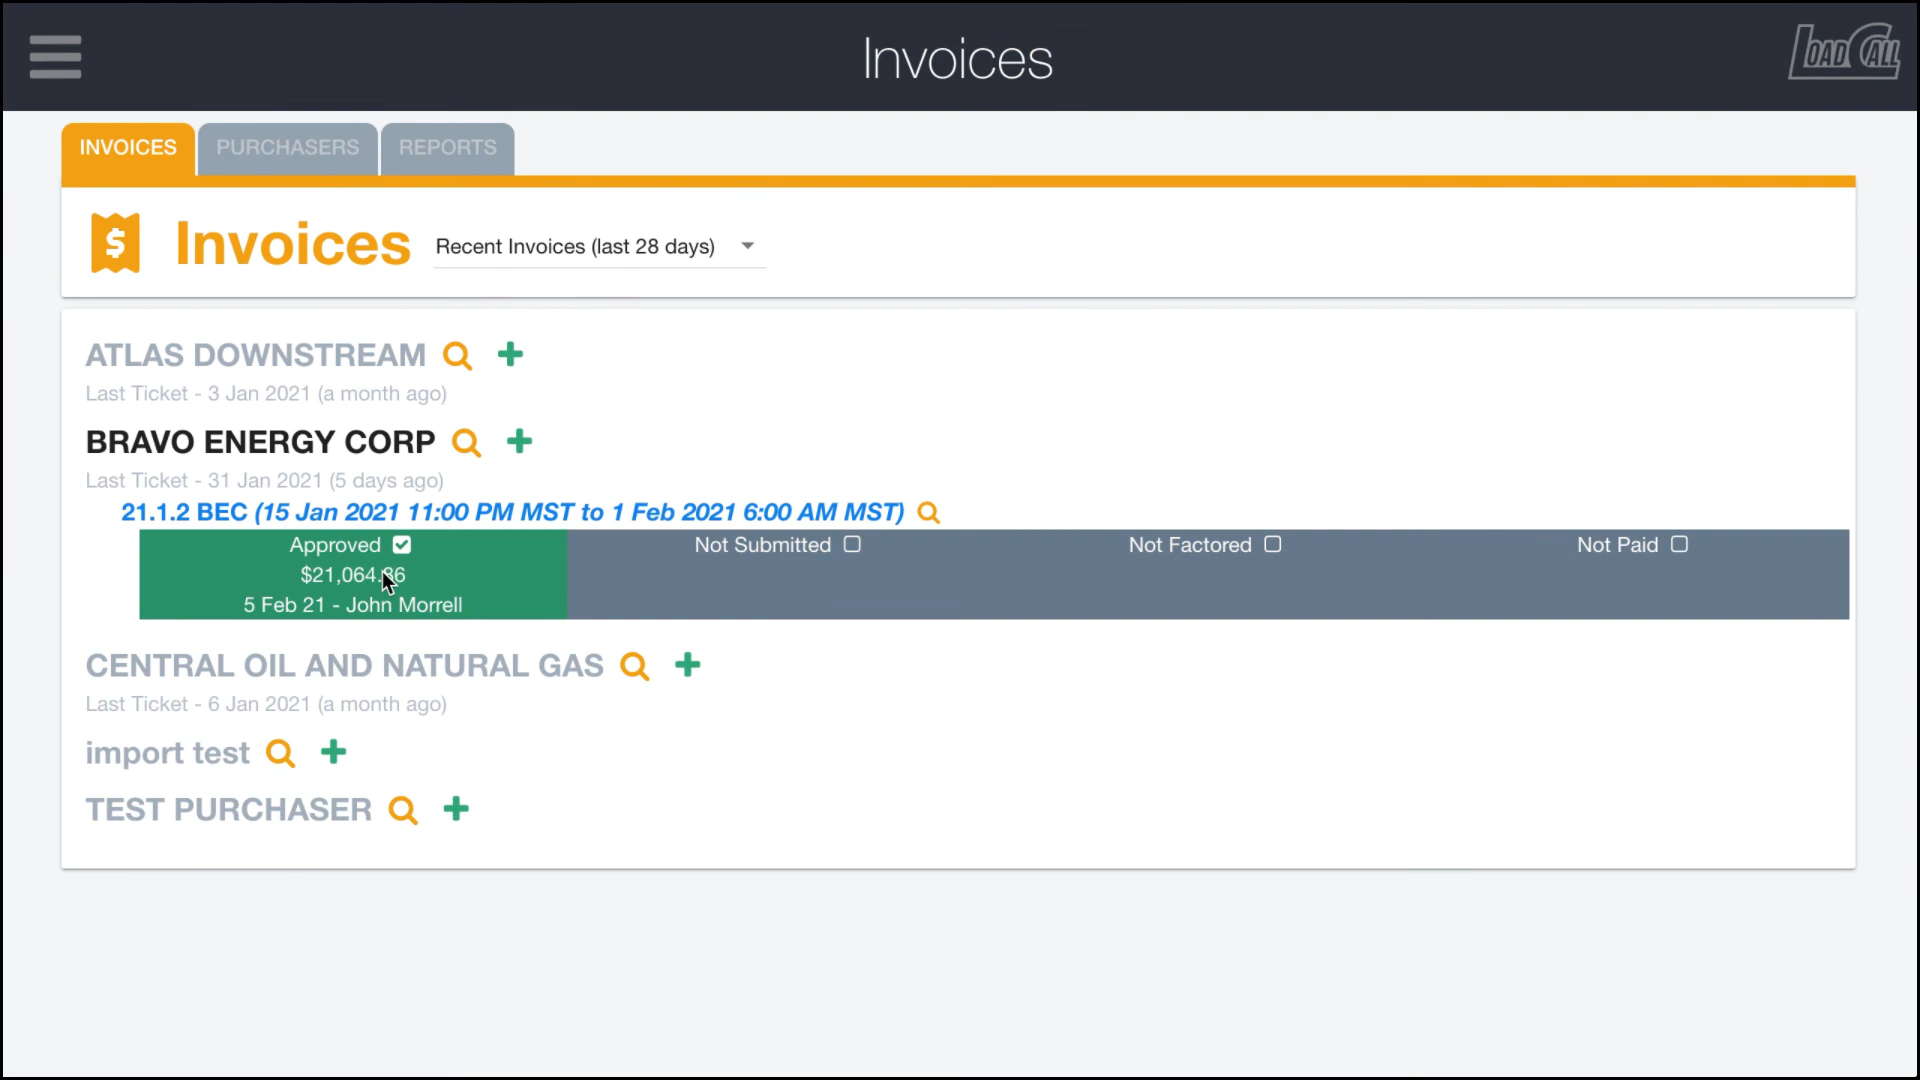 Invoices
LOAD CALL
INVOICES PURCHASERS REPORTS
$ Invoices Recent Invoices (last 28 days)
ATLAS DOWNSTREAM
Last Ticket - 3 Jan 2021 (a month ago)
BRAVO ENERGY CORP
Last Ticket - 31 Jan 2021 (5 days ago)
21.1.2 BEC (15 Jan 2021 11:00 PM MST to 1 Feb 2021 6:00 AM MST)
Approved Not Submitted Not Factored Not Paid
5 Feb 21 - John Morrell
CENTRAL OIL AND NATURAL GAS
Last Ticket - 6 Jan 2021 (a month ago)
import test
TEST PURCHASER